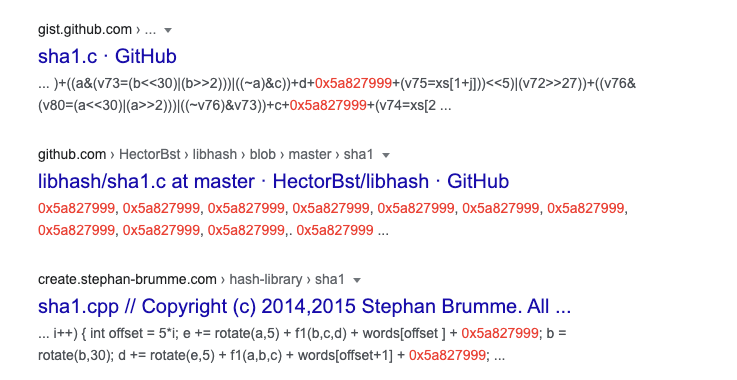 gist.github.com › ...
sha1.c · GitHub
... )+((a&(v73=(b<<30)|(b>>2)))|((~a)&c))+d+0x5a827999+(v75=xs[1+j]))<<5)|(v72>>27))+((v76&
(v80=(a<<30)|(a>>2)))|((~v76)&v73))+c+0x5a827999+(v74=xs[2 ...
github.com › HectorBst › libhash › blob › master › sha1
libhash/sha1.c at master · HectorBst/libhash · GitHub
0x5a827999, 0x5a827999, 0x5a827999, 0x5a827999, 0x5a827999, 0x5a827999, 0x5a827999,
0x5a827999, 0x5a827999, 0x5a827999,. 0x5a827999 ...
create.stephan-brumme.com › hash-library › sha1
sha1.cpp // Copyright (c) 2014,2015 Stephan Brumme. All ...
... i++) { int offset = 5*i; e += rotate(a,5) + f1(b,c,d) + words[offset ] + 0x5a827999; b =
rotate(b,30); d += rotate(e,5) + f1(a,b,c) + words[offset+1] + 0x5a827999; ...